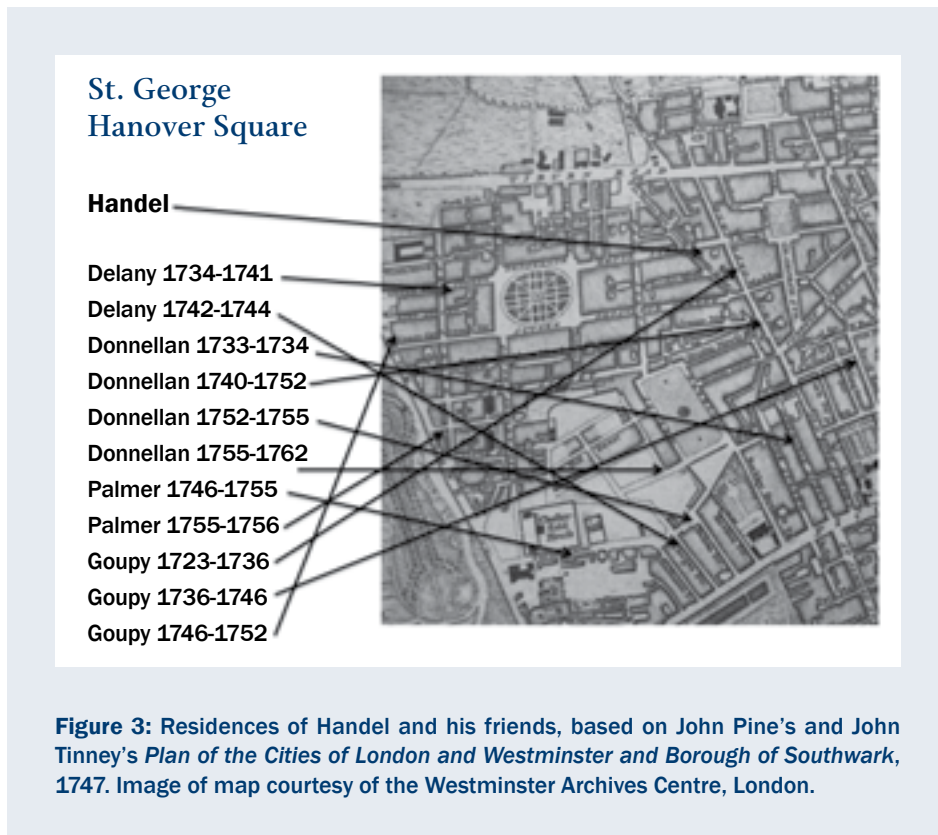 St. George
Hanover Square
Handel
Delany 1734-1741
Delany 1742-1744
Donnellan 1733-1734
Donnellan 1740-1752
Donnellan 1752-1755
Donnellan 1755-1762
Palmer 1746-1755
Palmer 1755-1756
Goupy 1723-1736
Goupy 1736-1746
Goupy 1746-1752
Figure 3: Residences of Handel and his friends, based on John Pine’s and John
Tinney’s Plan of the Cities of London and Westminster and Borough of Southwark,
1747. Image of map courtesy of the Westminster Archives Centre, London.